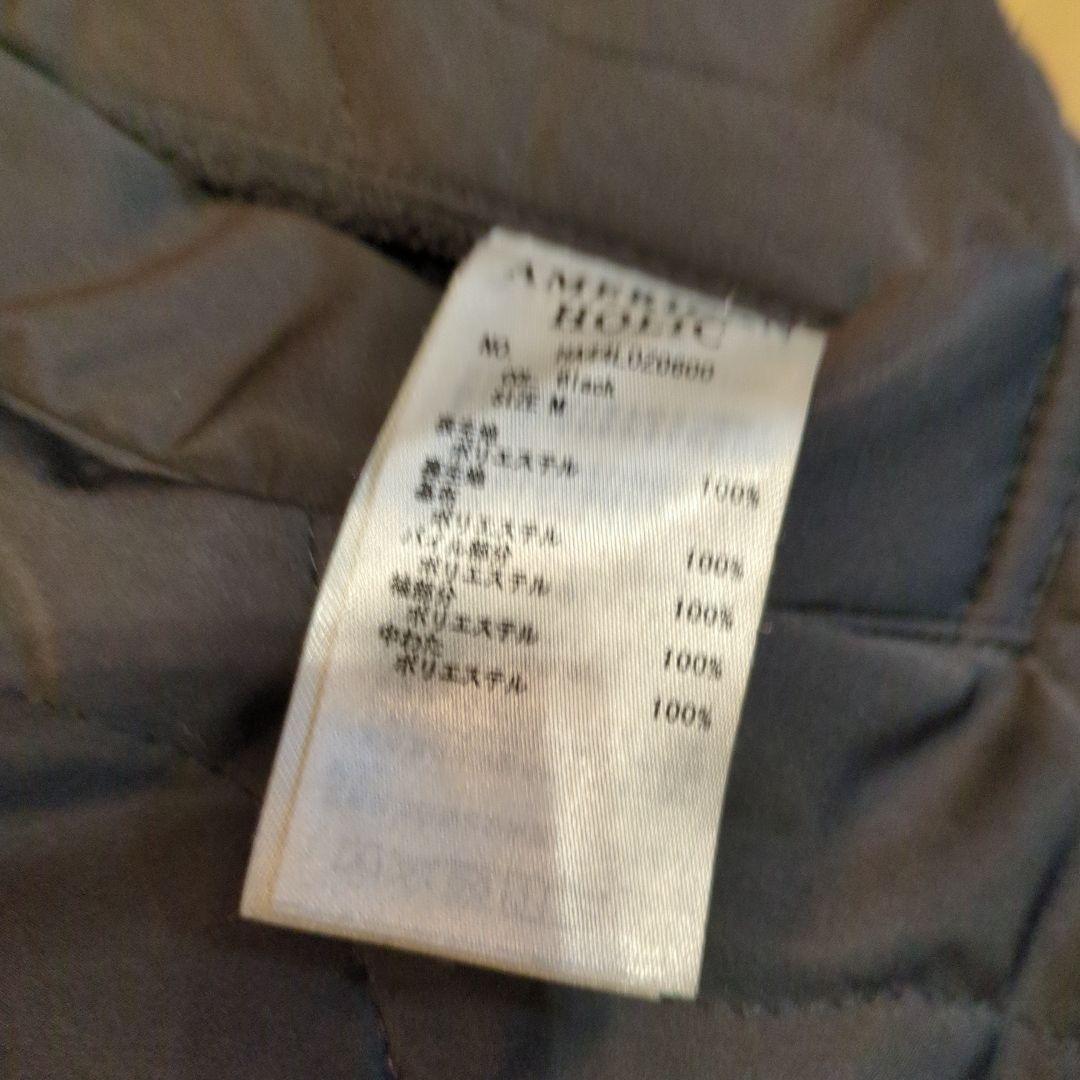 AMERICAN
HOLIC
NO.
Black
SIZE M
表生地
ポリエステル 100%
裏生地
基布
ポリエステル 100%
パイル部分
ポリエステル 100%
袖部分
ポリエステル 100%
中わた
ポリエステル 100%